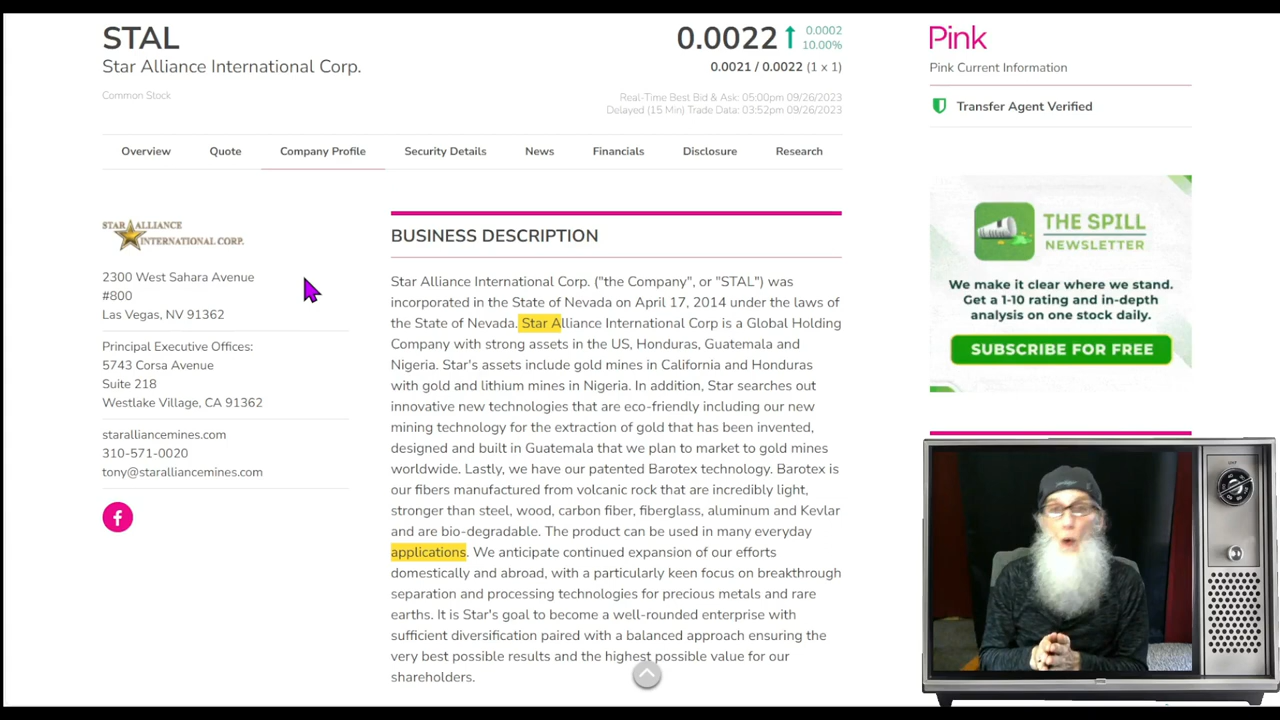 STAL
Star Alliance International Corp.
Common Stock
0.0022
0.0002
10.00%
0.0021 / 0.0022 (1 x 1)
Real-Time Best Bid & Ask: 05:00pm 09/26/2023
Delayed (15 Min) Trade Data: 03:52pm 09/26/2023
Pink
Pink Current Information
Transfer Agent Verified
Overview
Quote
Company Profile
Security Details
News
Financials
Disclosure
Research
STAR ALLIANCE
INTERNATIONAL CORP.
2300 West Sahara Avenue
#800
Las Vegas, NV 91362
Principal Executive Offices:
5743 Corsa Avenue
Suite 218
Westlake Village, CA 91362
staralliancemines.com
310-571-0020
tony@staralliancemines.com
BUSINESS DESCRIPTION
Star Alliance International Corp. ("the Company", or "STAL") was
incorporated in the State of Nevada on April 17, 2014 under the laws of
the State of Nevada. Star Alliance International Corp is a Global Holding
Company with strong assets in the US, Honduras, Guatemala and
Nigeria. Star's assets include gold mines in California and Honduras
with gold and lithium mines in Nigeria. In addition, Star searches out
innovative new technologies that are eco-friendly including our new
mining technology for the extraction of gold that has been invented,
designed and built in Guatemala that we plan to market to gold mines
worldwide. Lastly, we have our patented Barotex technology. Barotex is
our fibers manufactured from volcanic rock that are incredibly light,
stronger than steel, wood, carbon fiber, fiberglass, aluminum and Kevlar
and are bio-degradable. The product can be used in many everyday
applications. We anticipate continued expansion of our efforts
domestically and abroad, with a particularly keen focus on breakthrough
separation and processing technologies for precious metals and rare
earths. It is Star's goal to become a well-rounded enterprise with
sufficient diversification paired with a balanced approach ensuring the
very best possible results and the highest possible value for our
shareholders.
THE SPILL
NEWSLETTER
We make it clear where we stand.
Get a 1-10 rating and in-depth
analysis on one stock daily.
SUBSCRIBE FOR FREE